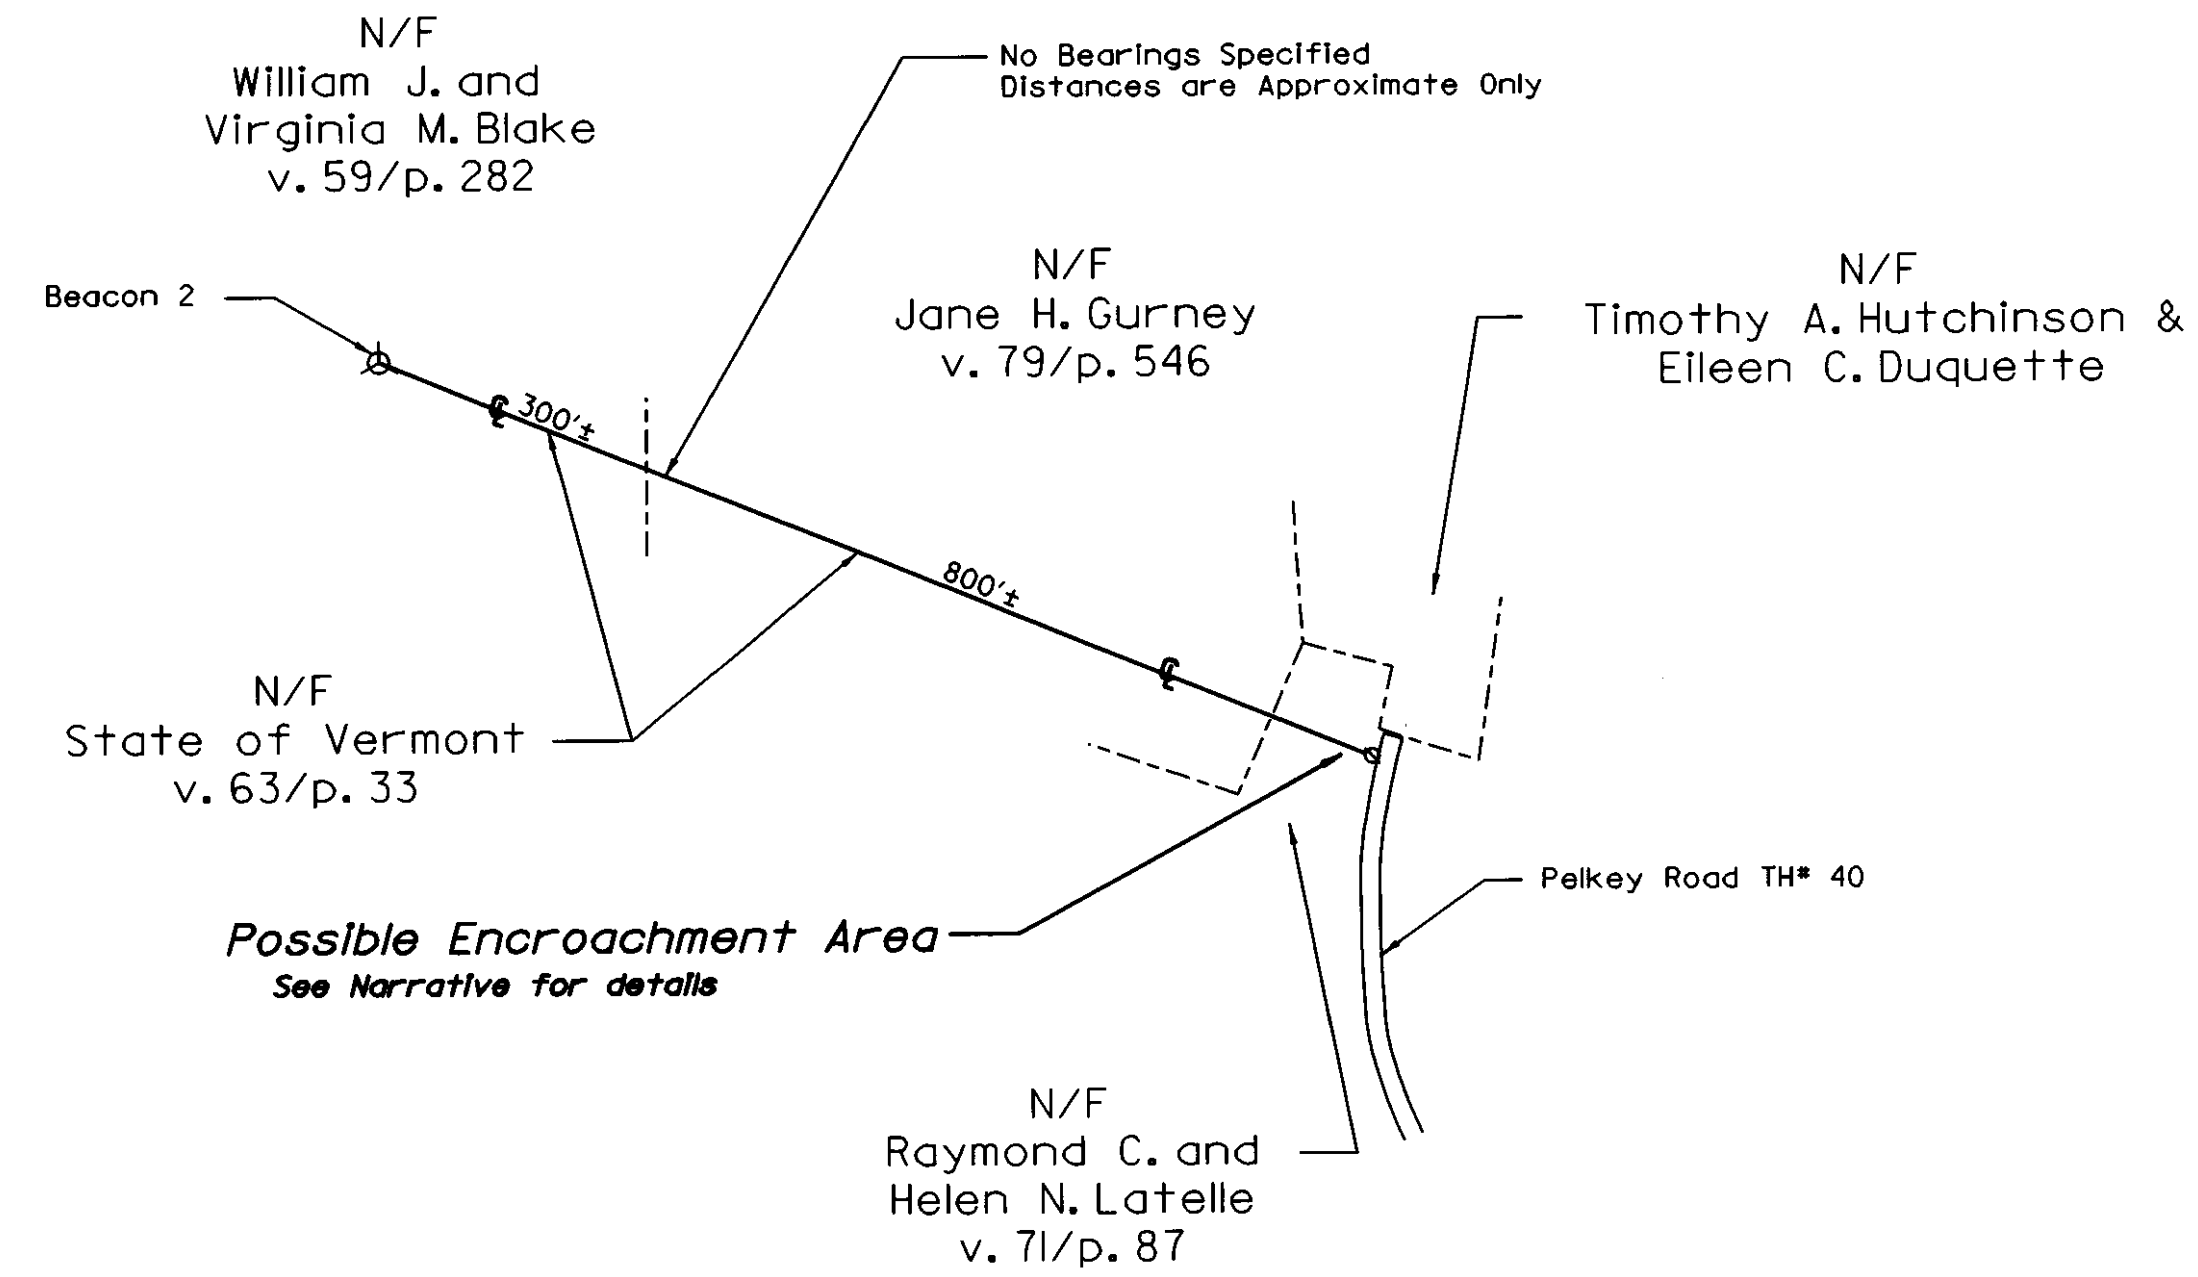 N/F
William J. and
Virginia M. Blake
v. 59/p. 282
No Bearings Specified
Distances are Approximate Only
Beacon 2
N/F
Jane H. Gurney
v. 79/p. 546
N/F
Timothy A. Hutchinson &
Eileen C. Duquette
℄ 300'±
800'±
℄
N/F
State of Vermont
v. 63/p. 33
Possible Encroachment Area
See Narrative for details
Pelkey Road TH# 40
N/F
Raymond C. and
Helen N. Latelle
v. 71/p. 87